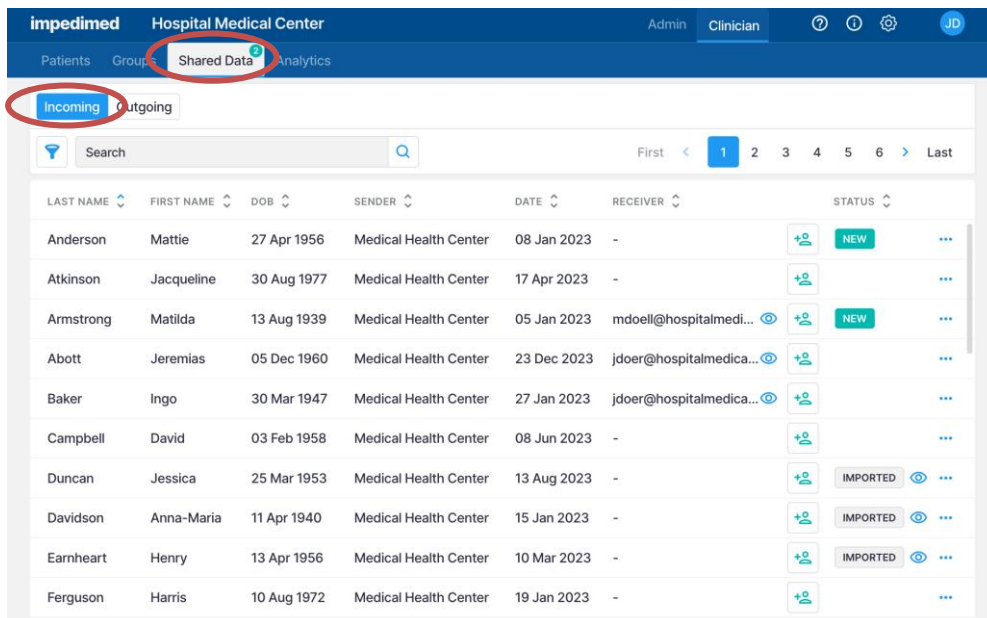 impedimed Hospital Medical Center Admin Clinician JD
Patients Groups Shared Data 2 Analytics
Incoming Outgoing
Search First 1 2 3 4 5 6 Last
LAST NAME FIRST NAME DOB SENDER DATE RECEIVER STATUS
Anderson Mattie 27 Apr 1956 Medical Health Center 08 Jan 2023 - NEW
Atkinson Jacqueline 30 Aug 1977 Medical Health Center 17 Apr 2023 -
Armstrong Matilda 13 Aug 1939 Medical Health Center 05 Jan 2023 mdoell@hospitalmedi... NEW
Abott Jeremias 05 Dec 1960 Medical Health Center 23 Dec 2023 jdoer@hospitalmedica...
Baker Ingo 30 Mar 1947 Medical Health Center 27 Jan 2023 jdoer@hospitalmedica...
Campbell David 03 Feb 1958 Medical Health Center 08 Jun 2023 -
Duncan Jessica 25 Mar 1953 Medical Health Center 13 Aug 2023 - IMPORTED
Davidson Anna-Maria 11 Apr 1940 Medical Health Center 15 Jan 2023 - IMPORTED
Earnheart Henry 13 Apr 1956 Medical Health Center 10 Mar 2023 - IMPORTED
Ferguson Harris 10 Aug 1972 Medical Health Center 19 Jan 2023 -